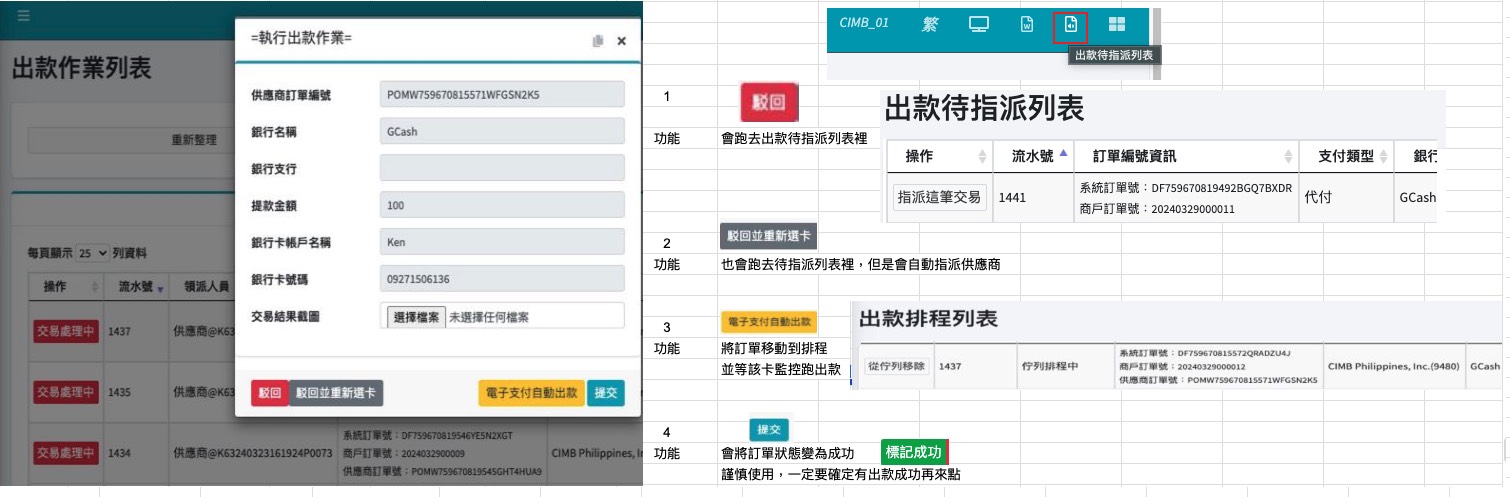 =執行出款作業=
出款作業列表
供應商訂單編號
POMW759670815571WFGSN2K5
銀行名稱
GCash
重新整理
銀行支行
提款金額
100
銀行卡帳戶名稱
Ken
每頁顯示 25 列資料
銀行卡號碼
09271506136
操作 流水號 領派人員
交易結果截圖
選擇檔案 未選擇任何檔案
交易處理中 1437 供應商@K63
交易處理中 1435 供應商@K63
駁回 駁回並重新選卡 電子支付自動出款 提交
交易處理中 1434 供應商@K63240323161924P0073
系統訂單號：DF759670819546YE5N2XGT
商戶訂單號：20240329000009
供應商訂單號：POMW759670819545GHT4HUA9
CIMB Philippines, In
CIMB_01 繁
出款待指派列表
1 駁回
功能 會跑去出款待指派列表裡
出款待指派列表
操作 流水號 訂單編號資訊 支付類型 銀行
指派這筆交易 1441
系統訂單號：DF759670819492BGQ7BXDR
商戶訂單號：20240329000011
代付 GCash
2 駁回並重新選卡
功能 也會跑去待指派列表裡，但是會自動指派供應商
3 電子支付自動出款
功能 將訂單移動到排程
並等該卡監控跑出款
出款排程列表
從佇列移除 1437 佇列排程中
系統訂單號：DF759670815572QRADZU4J
商戶訂單號：20240329000012
供應商訂單號：POMW759670815571WFGSN2K5
CIMB Philippines, Inc.(9480) GCash
4 提交
功能 會將訂單狀態變為成功 標記成功
謹慎使用，一定要確定有出款成功再來點